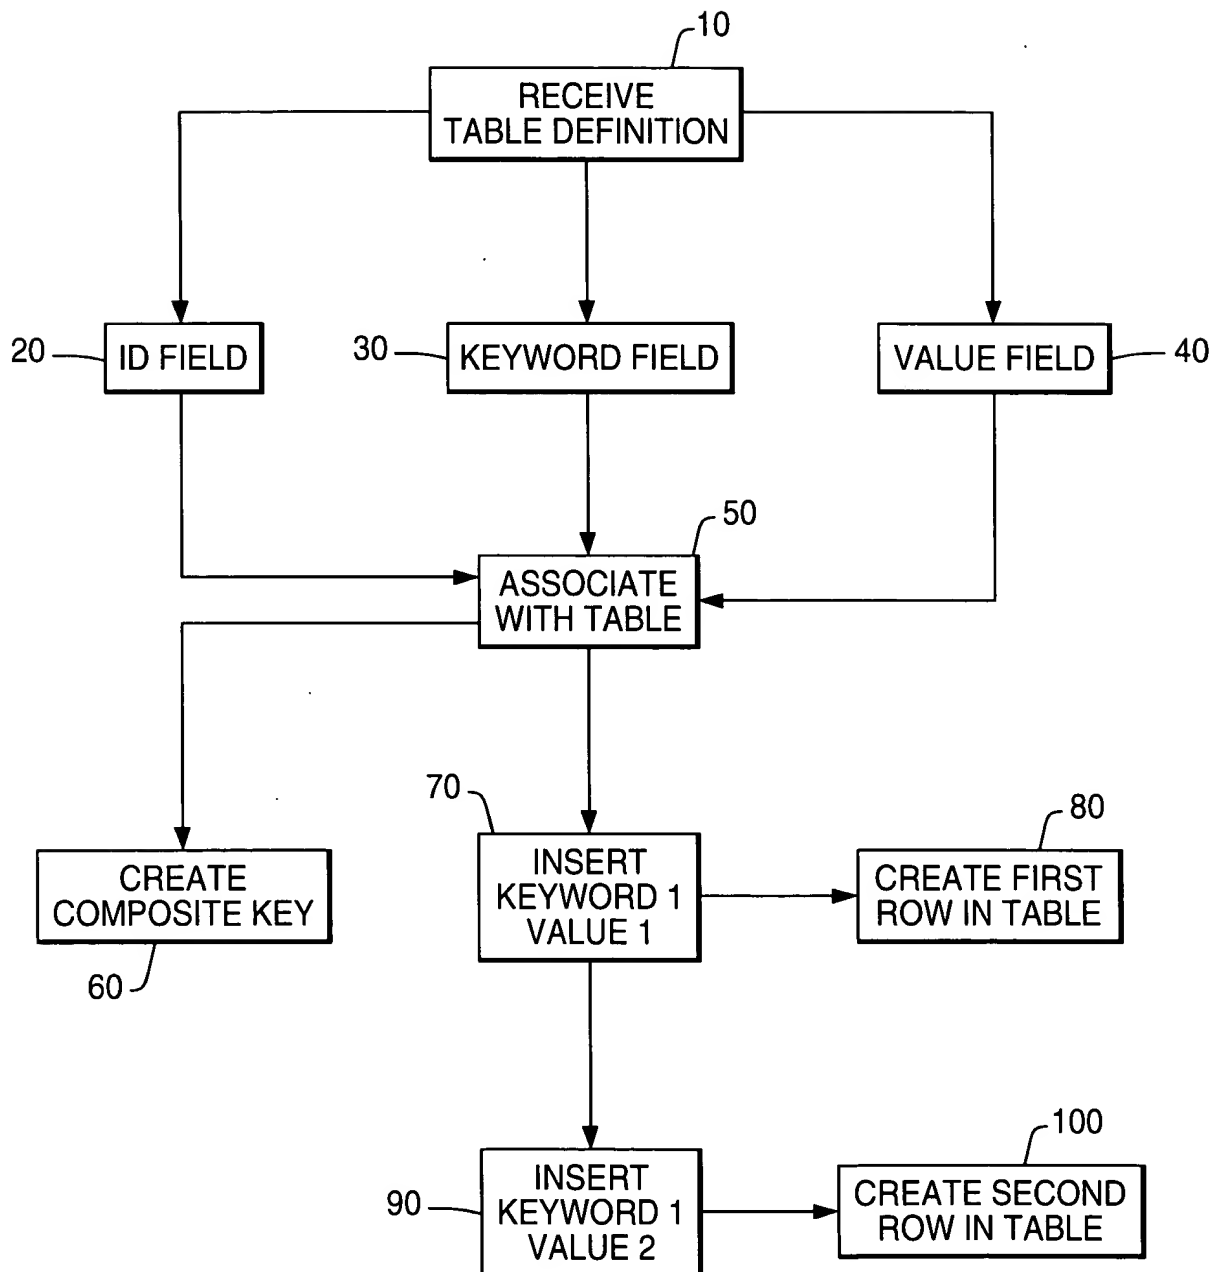 10
RECEIVE
TABLE DEFINITION
20
ID FIELD
30
KEYWORD FIELD
VALUE FIELD
40
50
ASSOCIATE
WITH TABLE
CREATE
COMPOSITE KEY
60
70
INSERT
KEYWORD 1
VALUE 1
80
CREATE FIRST
ROW IN TABLE
90
INSERT
KEYWORD 1
VALUE 2
100
CREATE SECOND
ROW IN TABLE